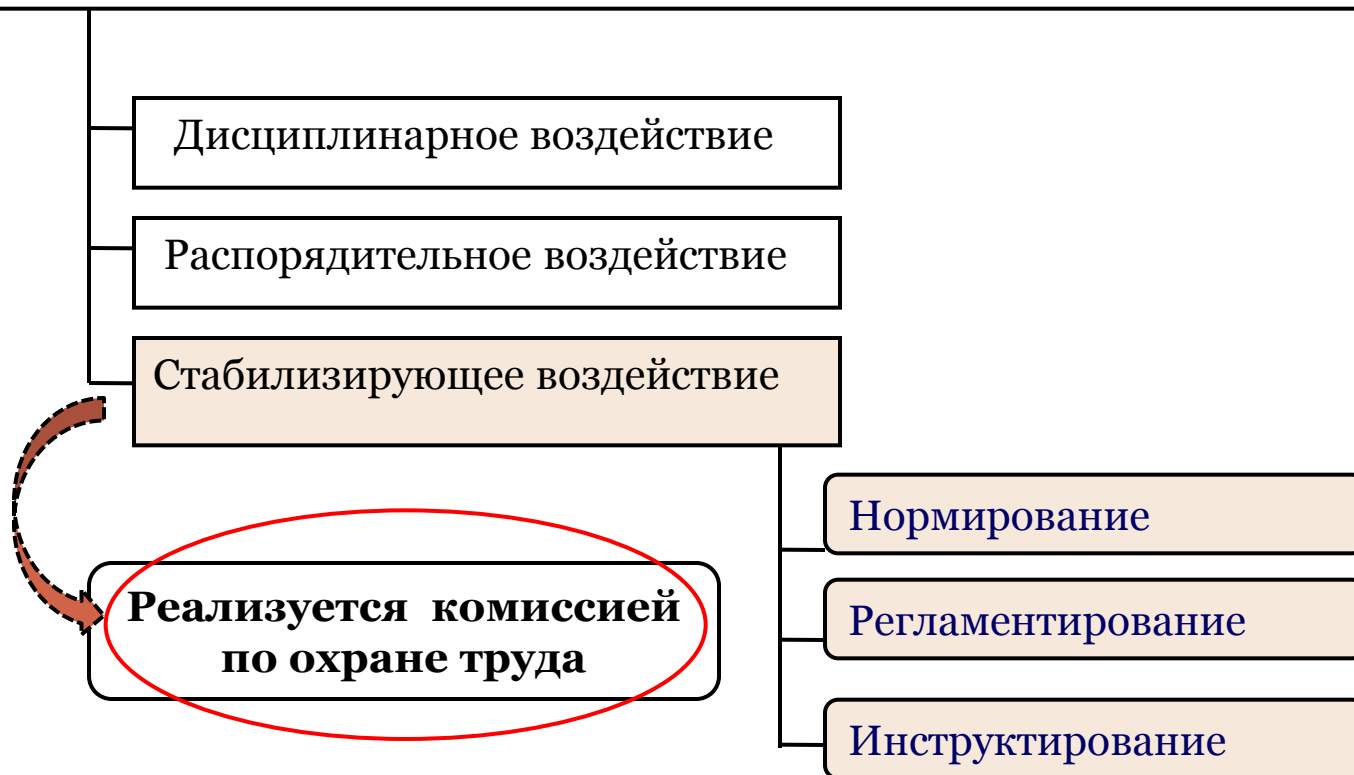 Дисциплинарное воздействие
Распорядительное воздействие
Стабилизирующее воздействие
Нормирование
Реализуется комиссией
по охране труда
Регламентирование
Инструктирование